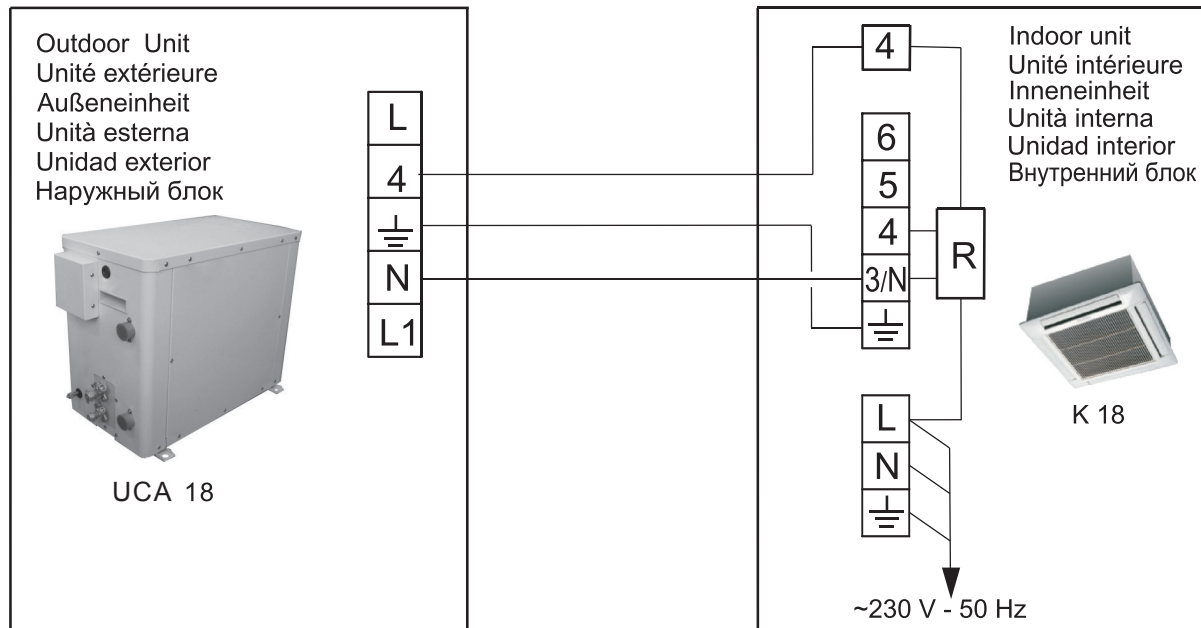 Outdoor Unit
Unité extérieure
Außeneinheit
Unità esterna
Unidad exterior
Наружный блок
UCA 18
L
4
N
L1
4
6
5
4
3/N
R
L
N
~230 V - 50 Hz
Indoor unit
Unité intérieure
Inneneinheit
Unità interna
Unidad interior
Внутренний блок
K 18